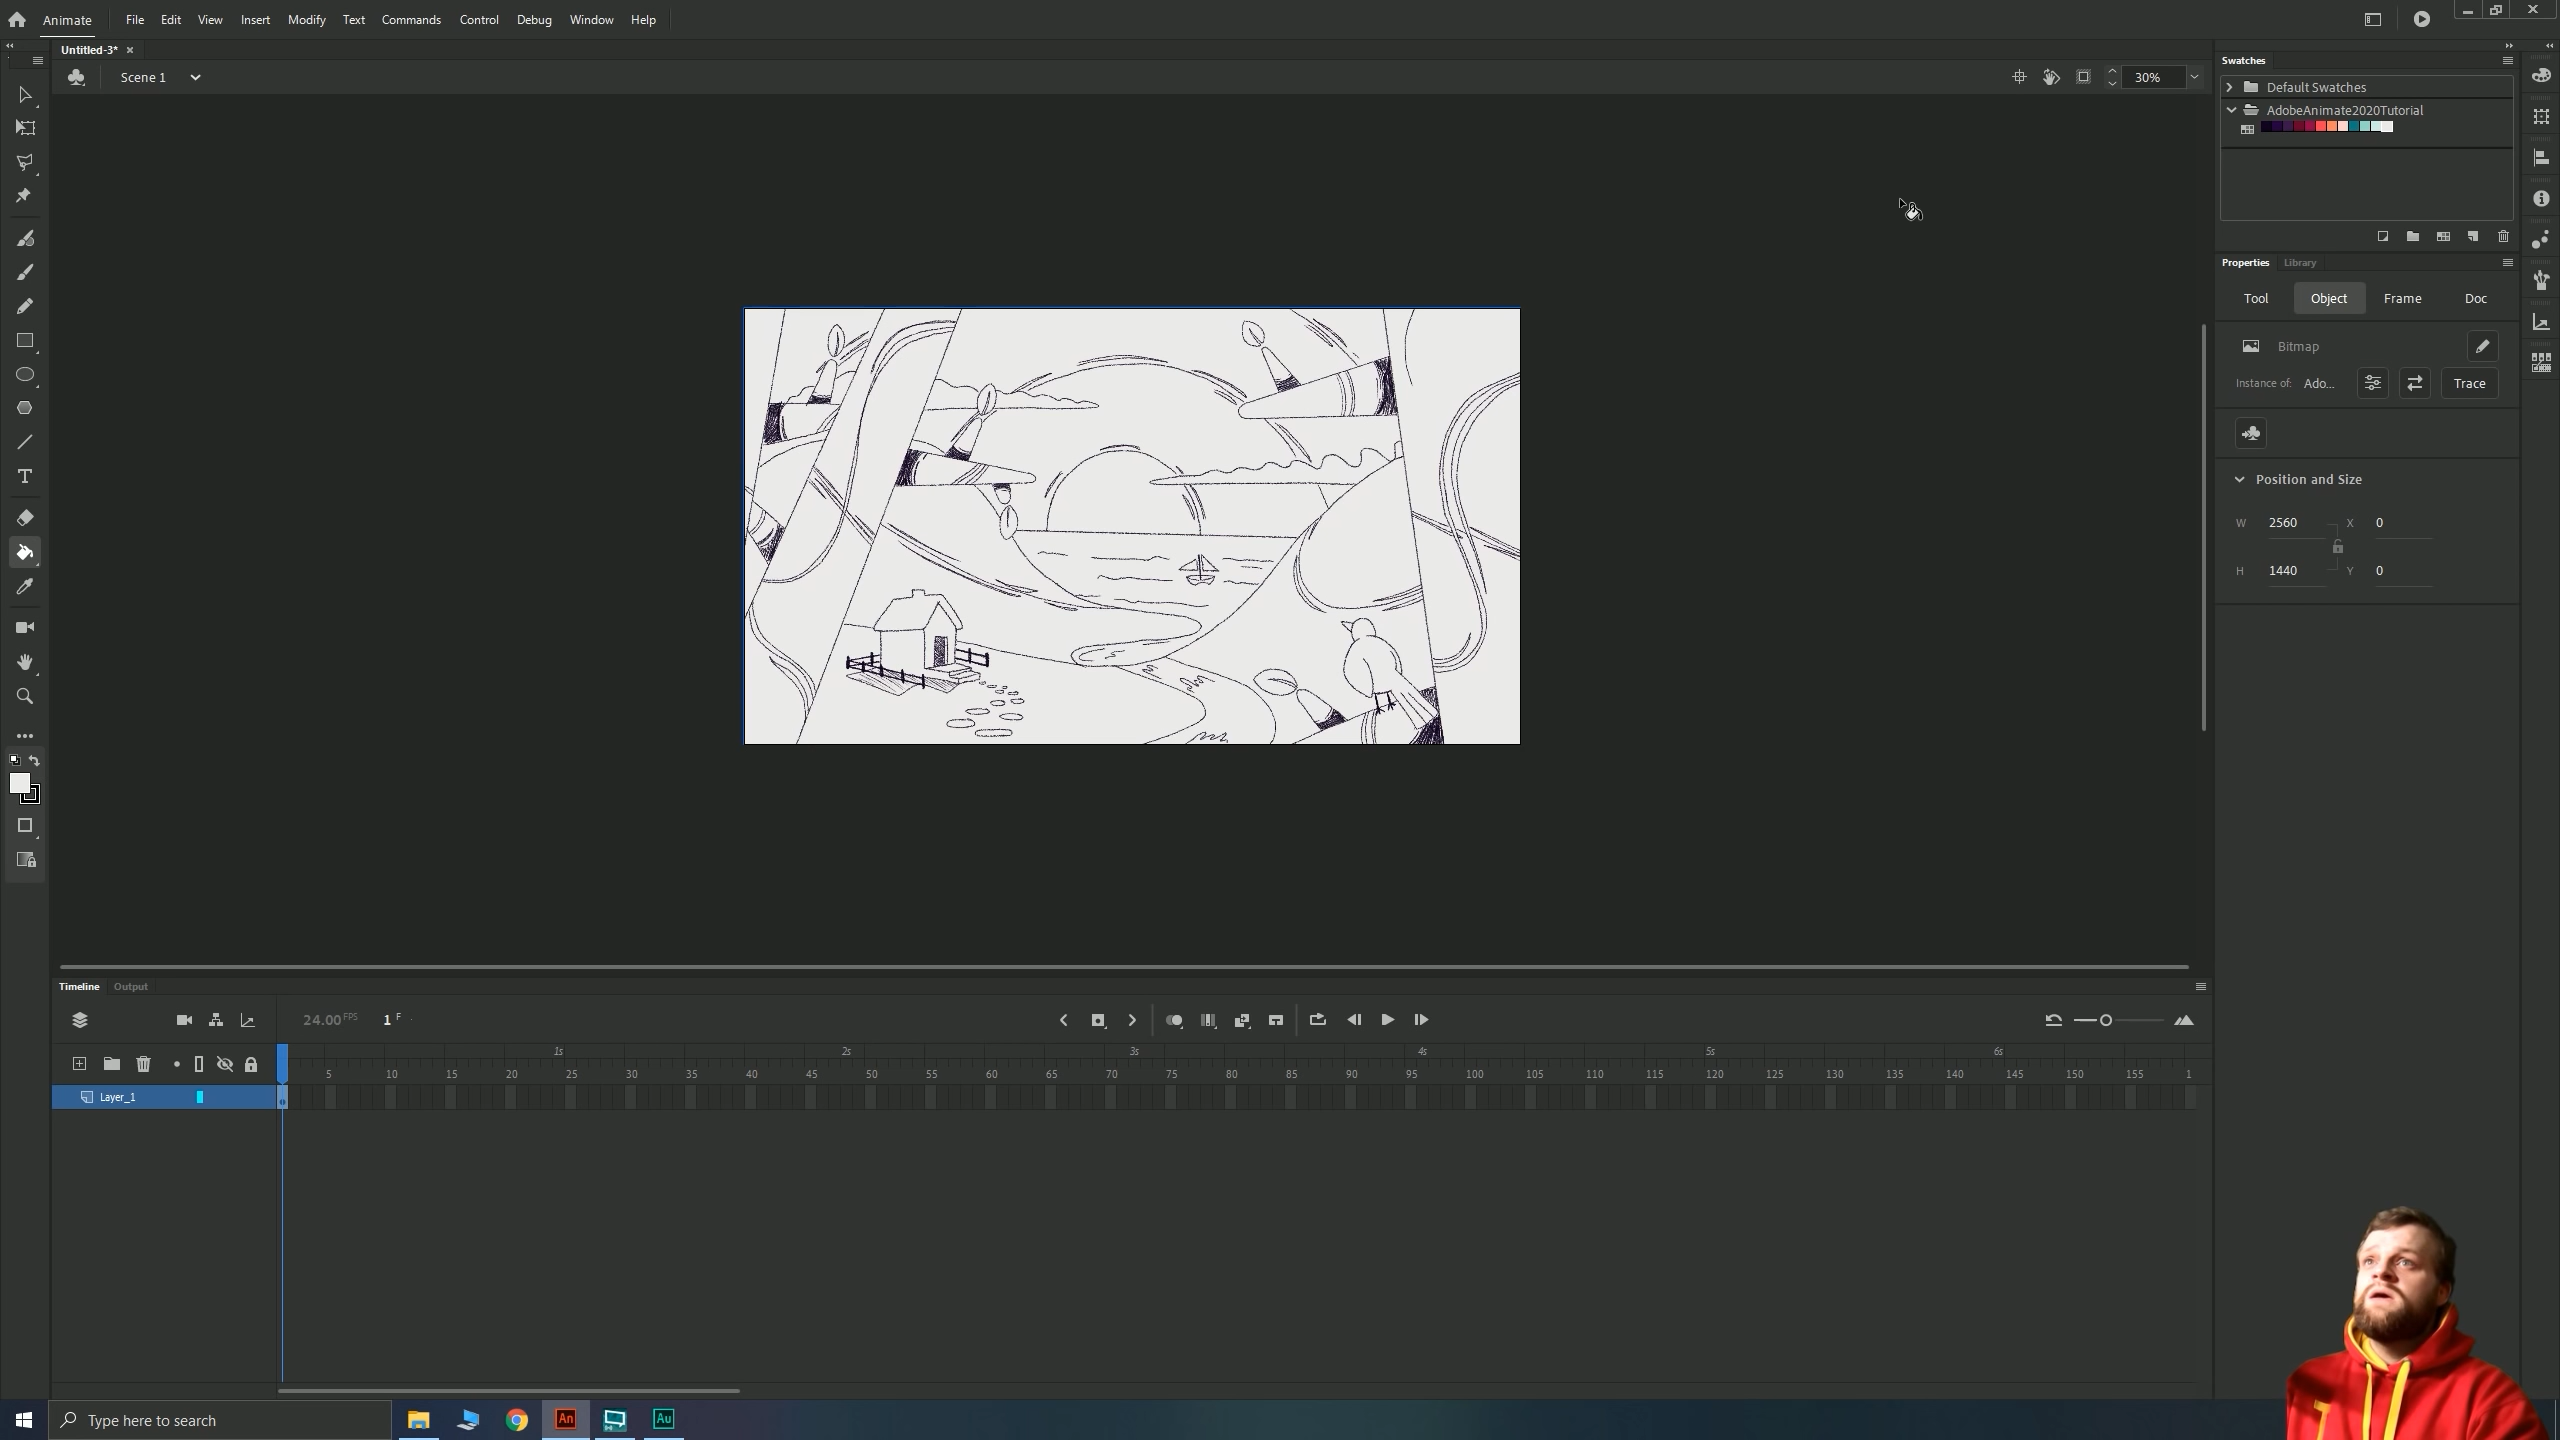 Animate File Edit View Insert Modify Text Commands Control Debug Window Help
Untitled-3*
Scene 1
30%
Swatches
Default Swatches
AdobeAnimate2020Tutorial
Properties Library
Tool Object Frame Doc
Bitmap
Instance of: Ado... Trace
Position and Size
W 2560 X 0
H 1440 Y 0
Timeline Output
24.00 FPS 1 F
1s 2s 3s 4s 5s 6s
5 10 15 20 25 30 35 40 45 50 55 60 65 70 75 80 85 90 95 100 105 110 115 120 125 130 135 140 145 150 155 1
Layer_1
Type here to search
An
Au